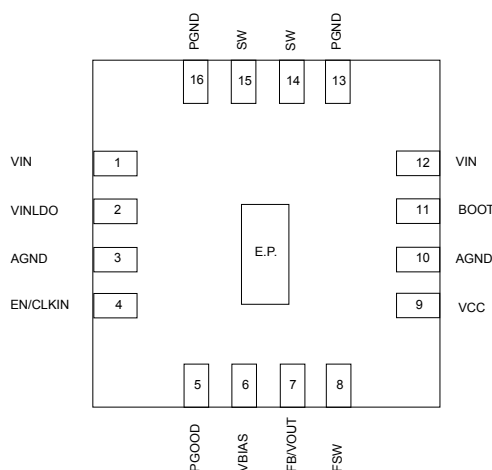 PGND SW SW PGND
16 15 14 13
VIN 1 12 VIN
VINLDO 2 11 BOOT
AGND 3 E.P. 10 AGND
EN/CLKIN 4 9 VCC
5 6 7 8
PGOOD VBIAS FB/VOUT FSW